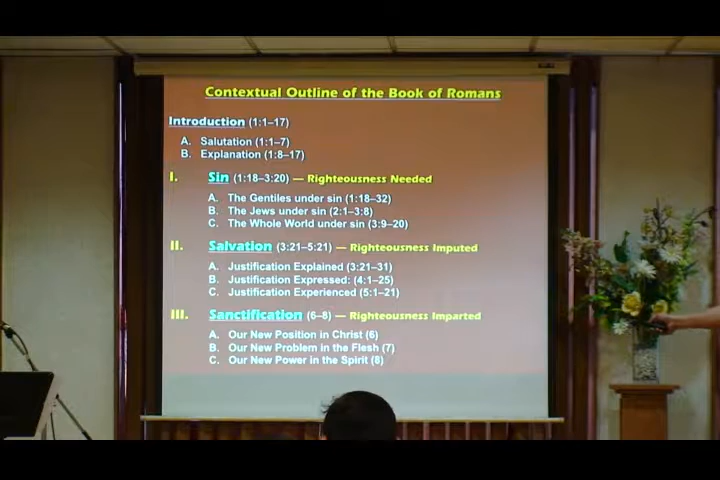 Contextual Outline of the Book of Romans
Introduction (1:1–17)
A. Salutation (1:1–7)
B. Explanation (1:8–17)
I. Sin (1:18–3:20) — Righteousness Needed
A. The Gentiles under sin (1:18–32)
B. The Jews under sin (2:1–3:8)
C. The Whole World under sin (3:9–20)
II. Salvation (3:21–5:21) — Righteousness Imputed
A. Justification Explained (3:21–31)
B. Justification Expressed: (4:1–25)
C. Justification Experienced (5:1–21)
III. Sanctification (6–8) — Righteousness Imparted
A. Our New Position in Christ (6)
B. Our New Problem in the Flesh (7)
C. Our New Power in the Spirit (8)